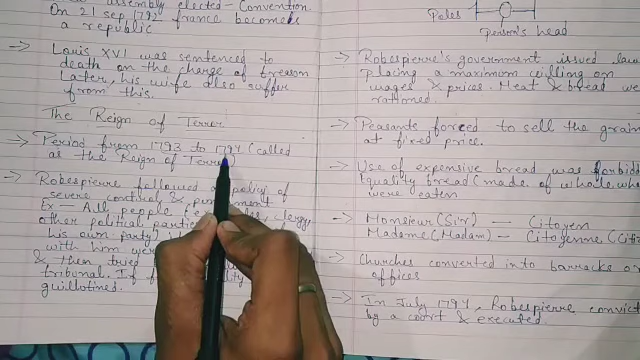 assembly elected - Convention
On 21 sep 1792 france becomes
a republic
→ Louis XVI was sentenced to
death on the charge of treason
Later, his wife also suffer
from this.
The Reign of Terror
→ Period from 1793 to 1794 (called
as the Reign of Terror)
→ Robespierre followed a policy of
severe control & punishment
Ex - All people clergy,
other political parties
his own party
with him were
& then tried
tribunal. If f
guillotined.
Poles
person's head
→ Robespierre's government issued law
placing a maximum ceiling on
wages & prices. Meat & bread we
rationed.
→ Peasants forced to sell the grain
at fixed price.
→ Use of expensive bread was forbidd
Equality bread (made of whole whe
were eaten
→ Monsieur (Sir) — Citoyen
Madame (Madam) — Citoyenne (Citi
→ Churches converted into barracks or
offices
→ In July 1794, Robespierre convict
by a court & executed.